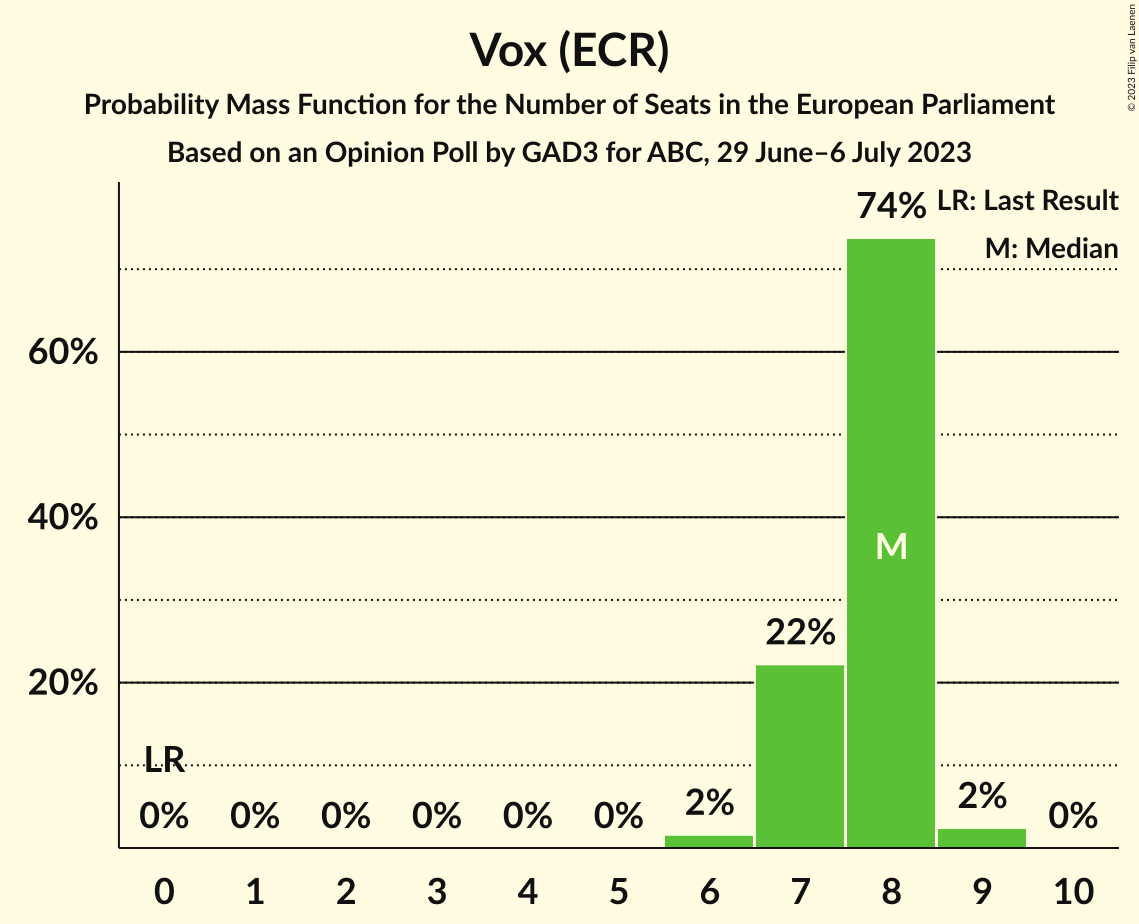 Vox (ECR)
Probability Mass Function for the Number of Seats in the European Parliament
Based on an Opinion Poll by GAD3 for ABC, 29 June–6 July 2023
© 2023 Filip van Laenen
LR: Last Result
M: Median
74%
60%
40%
M
22%
20%
LR
0% 0% 0% 0% 0% 0% 2% 2% 0%
0 1 2 3 4 5 6 7 8 9 10